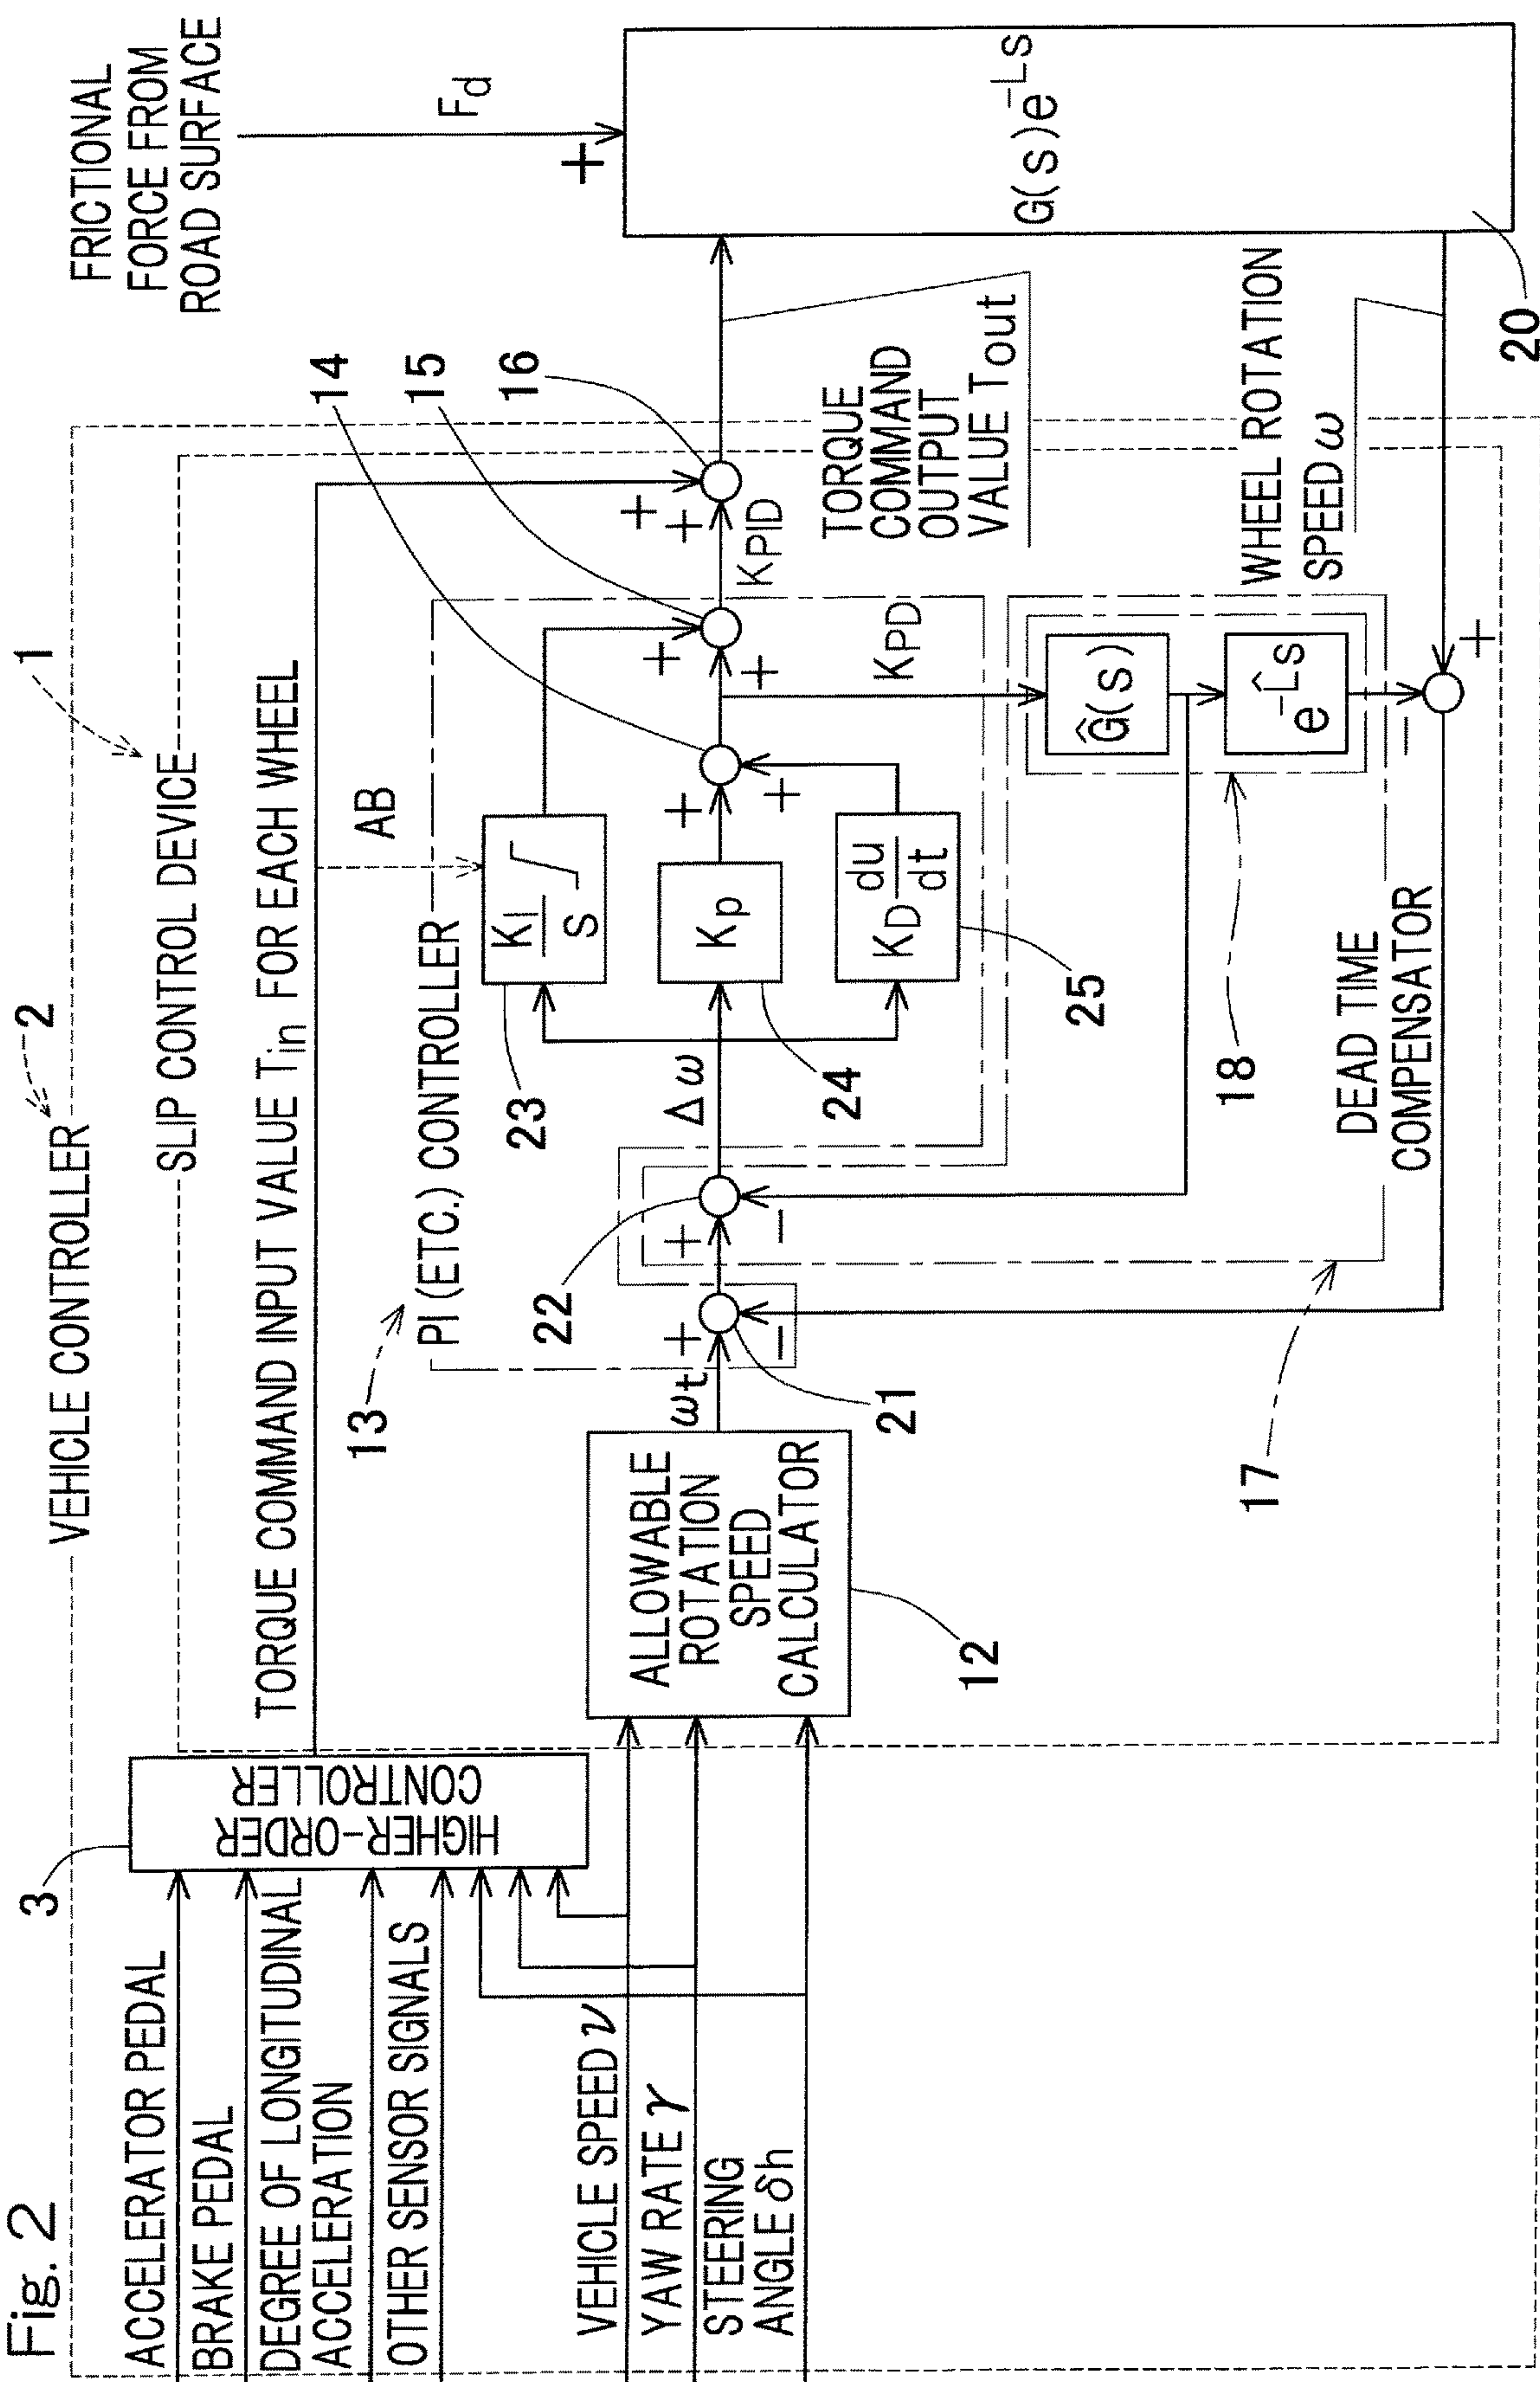 Fig. 2
VEHICLE CONTROLLER
2
SLIP CONTROL DEVICE
1
3
HIGHER-ORDER
CONTROLLER
ACCELERATOR PEDAL
BRAKE PEDAL
DEGREE OF LONGITUDINAL
ACCELERATION
OTHER SENSOR SIGNALS
VEHICLE SPEED ν
YAW RATE γ
STEERING
ANGLE δh
TORQUE COMMAND INPUT VALUE Tin FOR EACH WHEEL
AB
13
PI (ETC.) CONTROLLER
ALLOWABLE
ROTATION
SPEED
CALCULATOR
12
ωt
+
−
21
22
+
−
Δω
23
KI/S
24
Kp
KD du/dt
25
+
+
14
+
+
15
KPID
+
+
16
KPD
Ĝ(s)
e^-L̂s
18
17
DEAD TIME
COMPENSATOR
−
+
TORQUE
COMMAND
OUTPUT
VALUE Tout
WHEEL ROTATION
SPEED ω
FRICTIONAL
FORCE FROM
ROAD SURFACE
Fd
+
G(s)e^-Ls
20